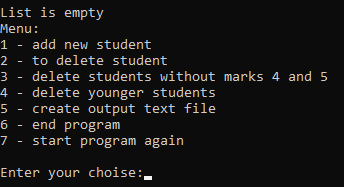 List is empty
Menu:
1 - add new student
2 - to delete student
3 - delete students without marks 4 and 5
4 - delete younger students
5 - create output text file
6 - end program
7 - start program again
Enter your choise: